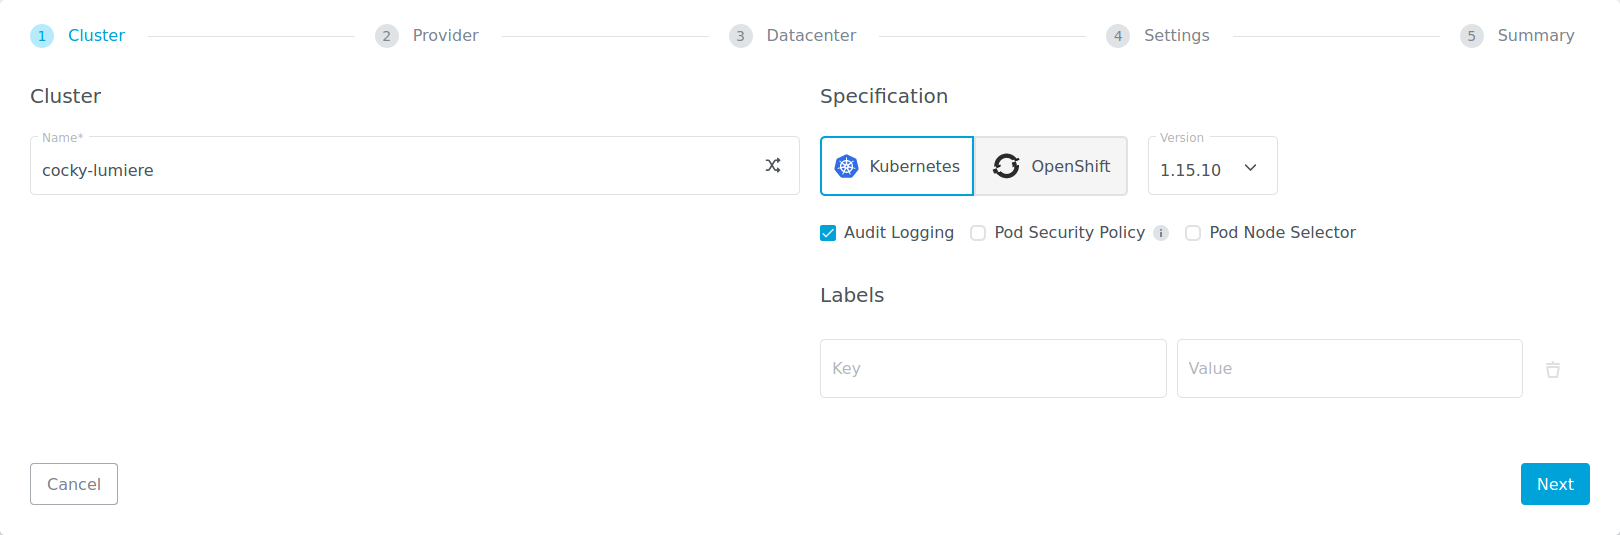 1 Cluster 2 Provider 3 Datacenter 4 Settings 5 Summary
Cluster
Name*
cocky-lumiere
Specification
Kubernetes OpenShift
Version
1.15.10
Audit Logging Pod Security Policy i Pod Node Selector
Labels
Key Value
Cancel Next